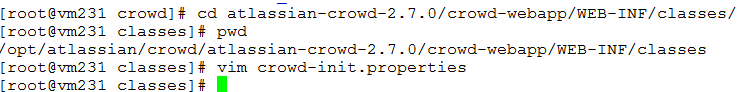 [root@vm231 crowd]# cd atlassian-crowd-2.7.0/crowd-webapp/WEB-INF/classes/
[root@vm231 classes]# pwd
/opt/atlassian/crowd/atlassian-crowd-2.7.0/crowd-webapp/WEB-INF/classes
[root@vm231 classes]# vim crowd-init.properties
[root@vm231 classes]#